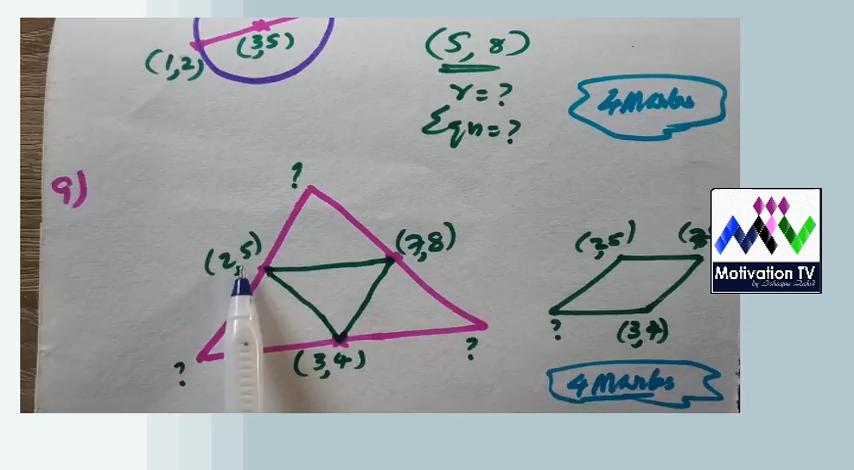 (3,5)
(1,2)
(5, 8)
r = ?
Eqn = ?
4 Marks
9)
?
(2,5)
(7,8)
?
(3,4)
?
(2,5)
?
(3,4)
4 Marks
Motivation TV